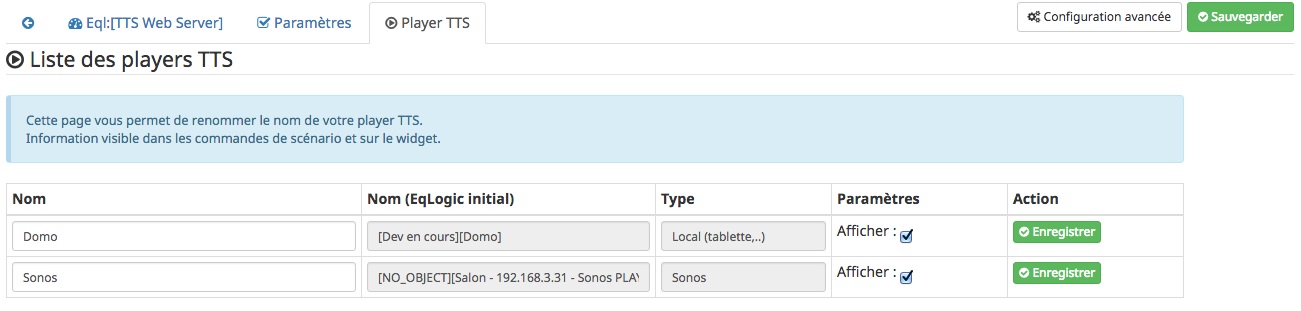 Eql:[TTS Web Server] Paramètres Player TTS Configuration avancée Sauvegarder
Liste des players TTS
Cette page vous permet de renommer le nom de votre player TTS.
Information visible dans les commandes de scénario et sur le widget.
Nom Nom (EqLogic initial) Type Paramètres Action
Domo [Dev en cours][Domo] Local (tablette,..) Afficher : Enregistrer
Sonos [NO_OBJECT][Salon - 192.168.3.31 - Sonos PLAY Sonos Afficher : Enregistrer